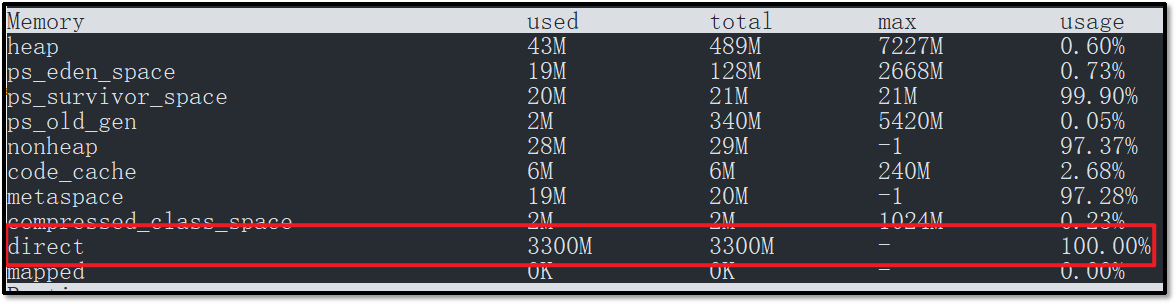 Memory used total max usage
heap 43M 489M 7227M 0.60%
ps_eden_space 19M 128M 2668M 0.73%
ps_survivor_space 20M 21M 21M 99.90%
ps_old_gen 2M 340M 5420M 0.05%
nonheap 28M 29M -1 97.37%
code_cache 6M 6M 240M 2.68%
metaspace 19M 20M -1 97.28%
compressed_class_space 2M 2M 1024M 0.23%
direct 3300M 3300M - 100.00%
mapped 0K 0K - 0.00%